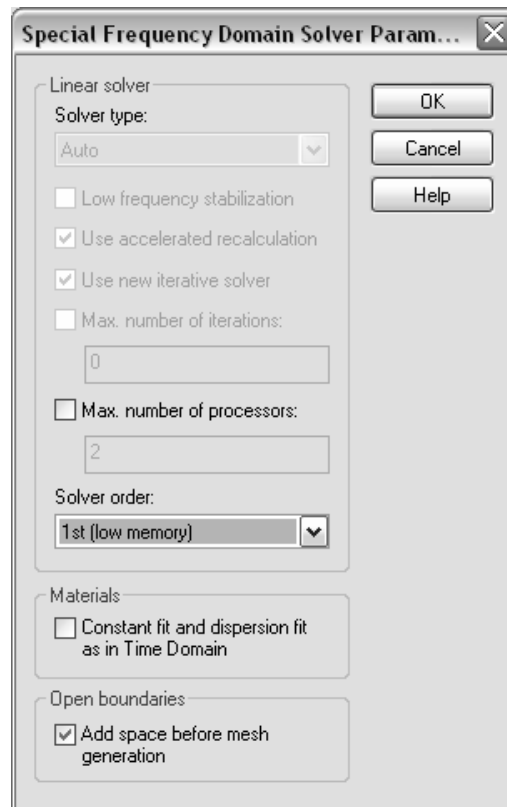 Special Frequency Domain Solver Param...
Linear solver
Solver type:
Auto
Low frequency stabilization
Use accelerated recalculation
Use new iterative solver
Max. number of iterations:
0
Max. number of processors:
2
Solver order:
1st (low memory)
Materials
Constant fit and dispersion fit
as in Time Domain
Open boundaries
Add space before mesh
generation
OK
Cancel
Help